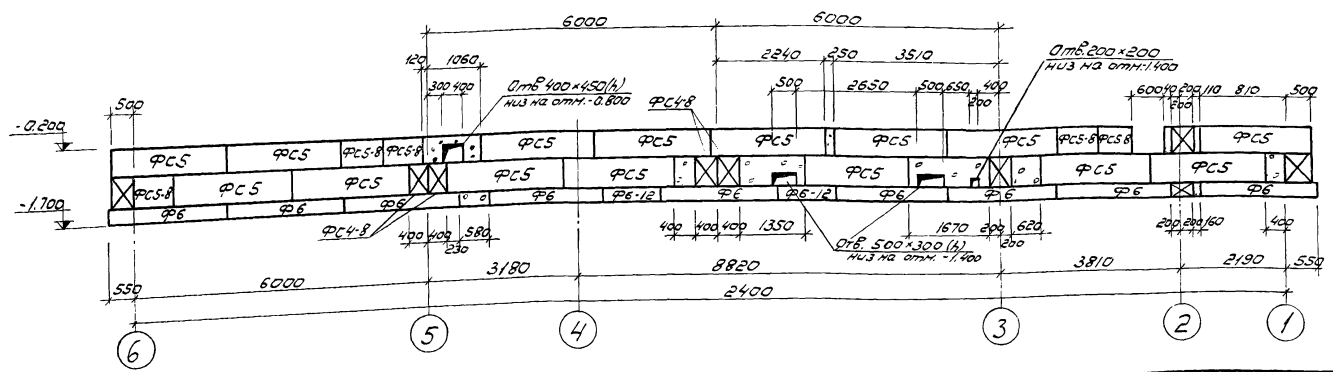 6000 6000
2240 250 3510
120 1060
300 400
Отв 400×450(h)
низ на отм.-0.800
ФС4-8
500 2650 500 650 400
200
Отв.200×200
низ на отм.-1.400
600 40 200 110 810 500
200
500
-0.200
ФС5 ФС5 ФС5-8 ФС5-8 ФС5 ФС5 ФС5 ФС5 ФС5 ФС5-8 ФС5-8 ФС5
ФС5-8 ФС5 ФС5 ФС5 ФС5 ФС5 ФС5 ФС5
-1.700
Ф6 Ф6 Ф6 Ф6 Ф6-12 Ф6 Ф6-12 Ф6 Ф6 Ф6 Ф6
ФС4-8
400 400 580
230
400 400 400 1350
Отв. 500×300(h)
низ на отм. -1.400
1670 200 620
200
200 200 160 400
550 6000 3180 8820 3810 2190 550
2400
6 5 4 3 2 1